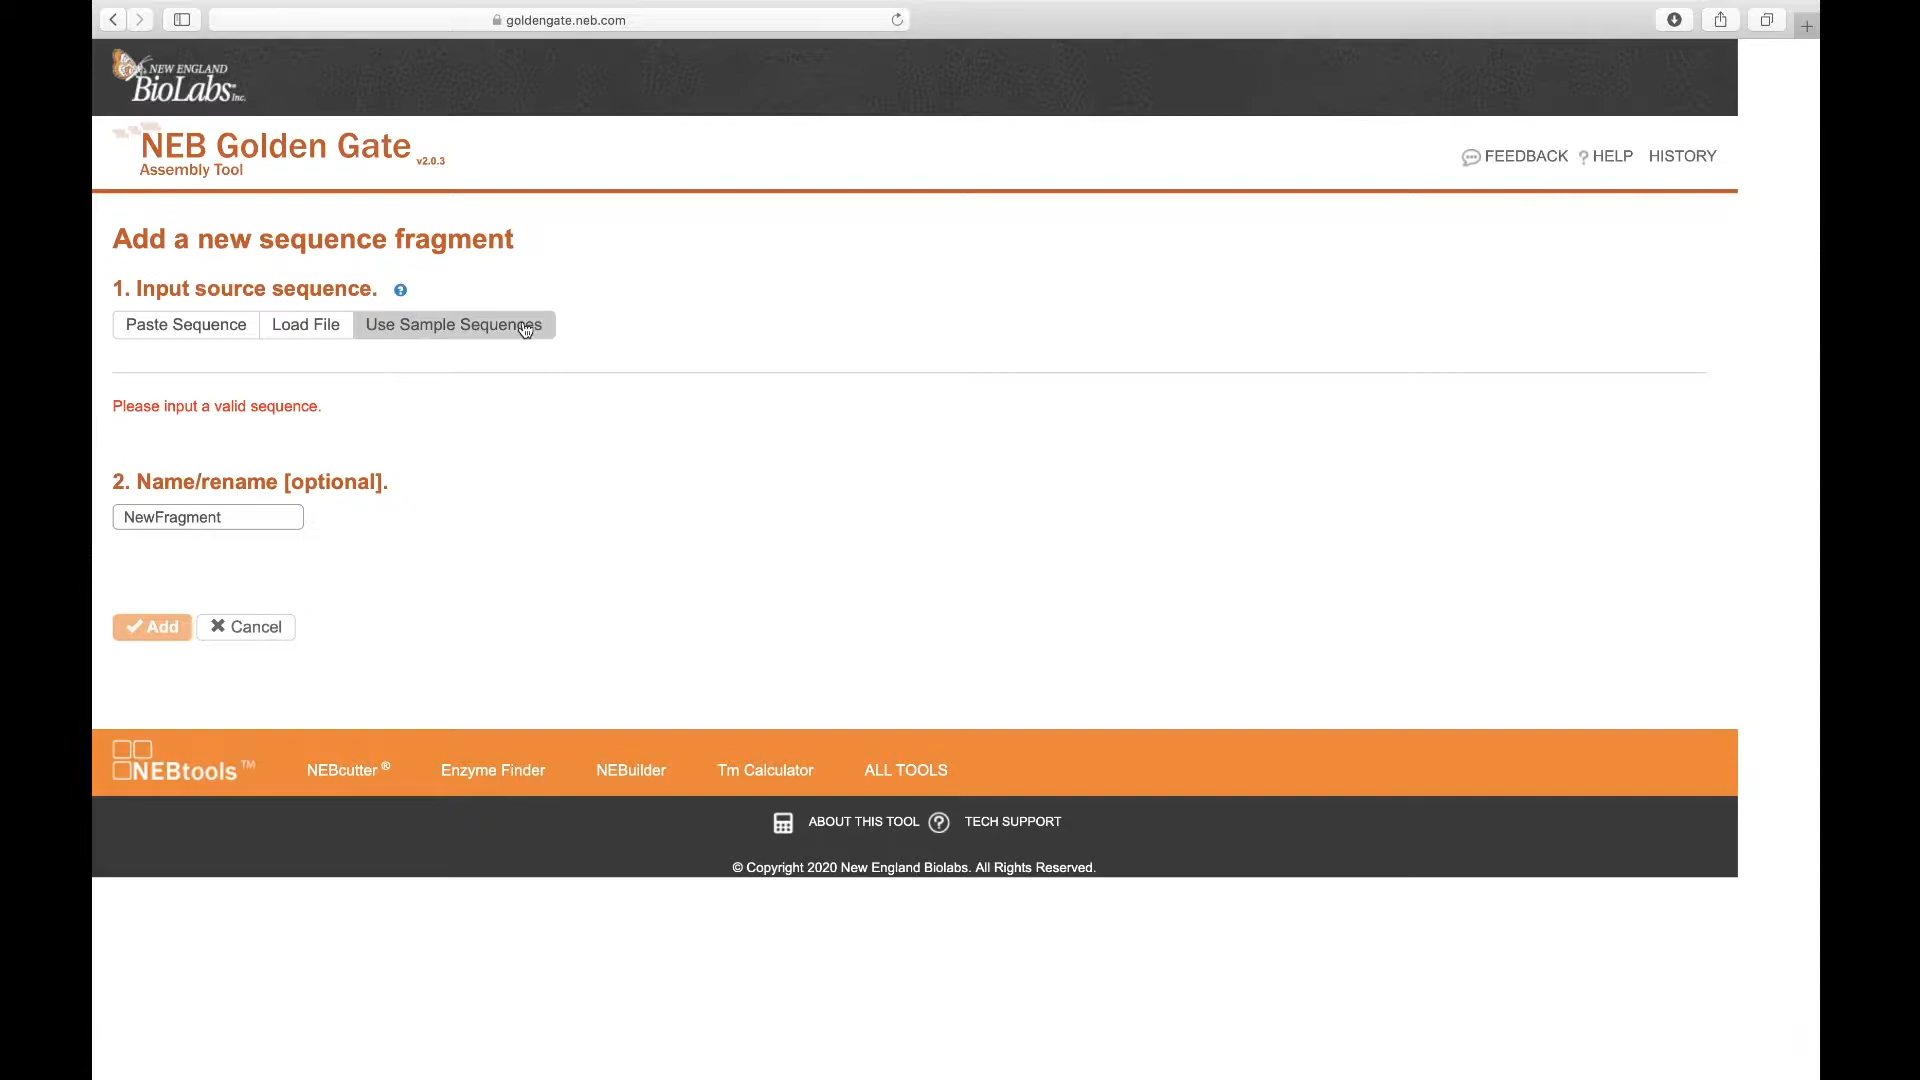 goldengate.neb.com
NEW ENGLAND
BioLabs Inc.
NEB Golden Gate v2.0.3
Assembly Tool
FEEDBACK ? HELP HISTORY
Add a new sequence fragment
1. Input source sequence. ?
Paste Sequence Load File Use Sample Sequences
Please input a valid sequence.
2. Name/rename [optional].
NewFragment
Add Cancel
NEBtools™ NEBcutter® Enzyme Finder NEBuilder Tm Calculator ALL TOOLS
ABOUT THIS TOOL ? TECH SUPPORT
© Copyright 2020 New England Biolabs. All Rights Reserved.